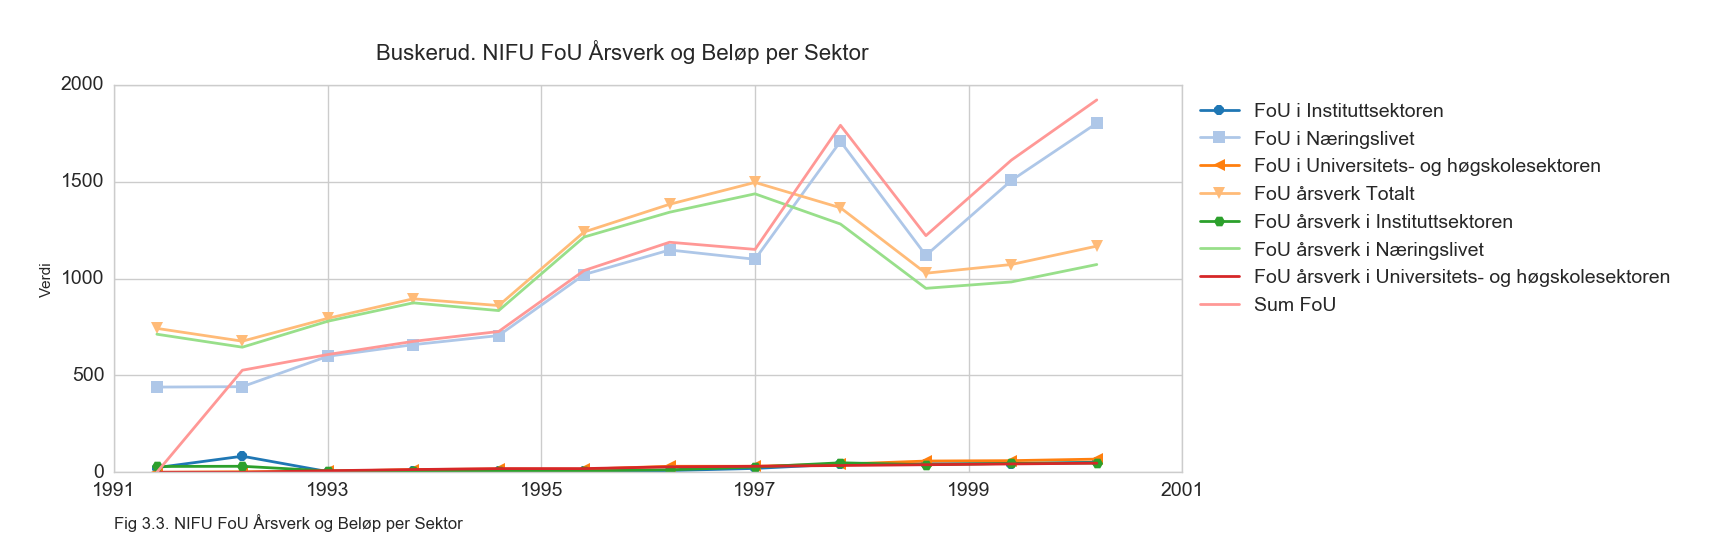 Buskerud. NIFU FoU Årsverk og Beløp per Sektor
2000
1500
1000
500
0
Verdi
1991
1993
1995
1997
1999
2001
FoU i Instituttsektoren
FoU i Næringslivet
FoU i Universitets- og høgskolesektoren
FoU årsverk Totalt
FoU årsverk i Instituttsektoren
FoU årsverk i Næringslivet
FoU årsverk i Universitets- og høgskolesektoren
Sum FoU
Fig 3.3. NIFU FoU Årsverk og Beløp per Sektor